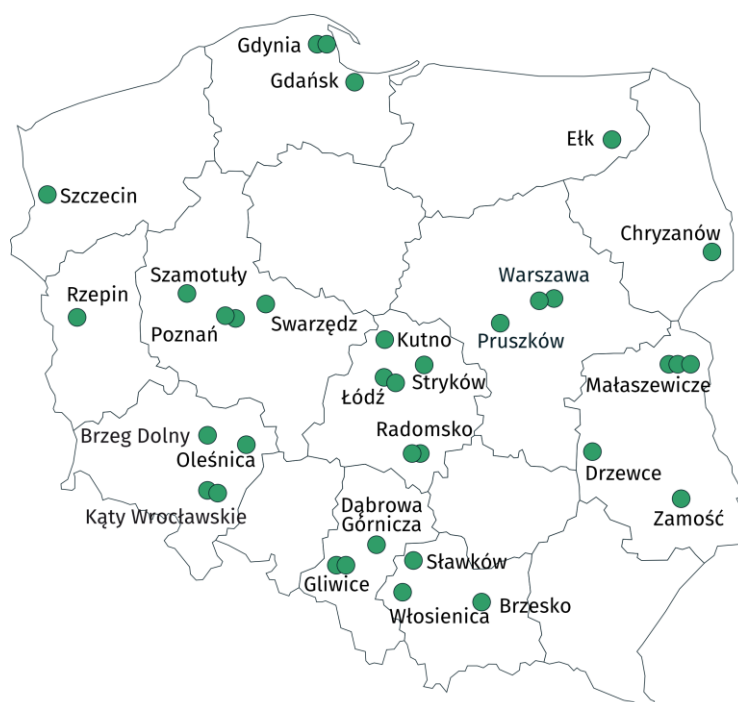 Gdynia
Gdańsk
Ełk
Szczecin
Chryzanów
Szamotuły
Warszawa
Rzepin
Poznań
Swarzędz
Pruszków
Kutno
Stryków
Łódź
Małaszewicze
Radomsko
Brzeg Dolny
Oleśnica
Drzewce
Kąty Wrocławskie
Dąbrowa
Górnicza
Zamość
Sławków
Gliwice
Włosienica
Brzesko